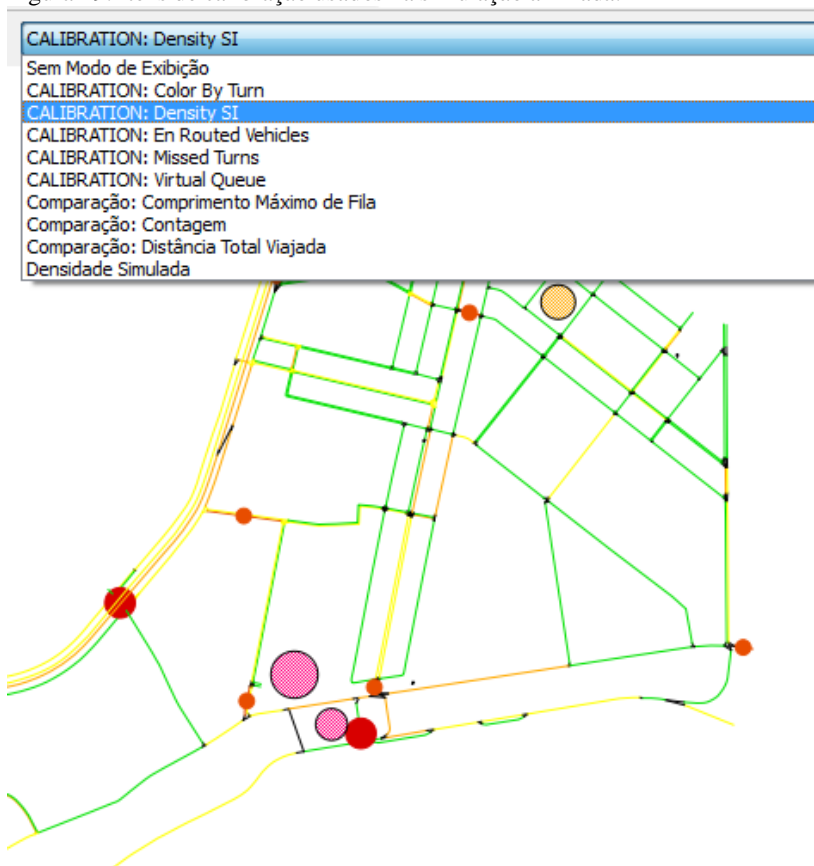 CALIBRATION: Density SI
Sem Modo de Exibição
CALIBRATION: Color By Turn
CALIBRATION: Density SI
CALIBRATION: En Routed Vehicles
CALIBRATION: Missed Turns
CALIBRATION: Virtual Queue
Comparação: Comprimento Máximo de Fila
Comparação: Contagem
Comparação: Distância Total Viajada
Densidade Simulada